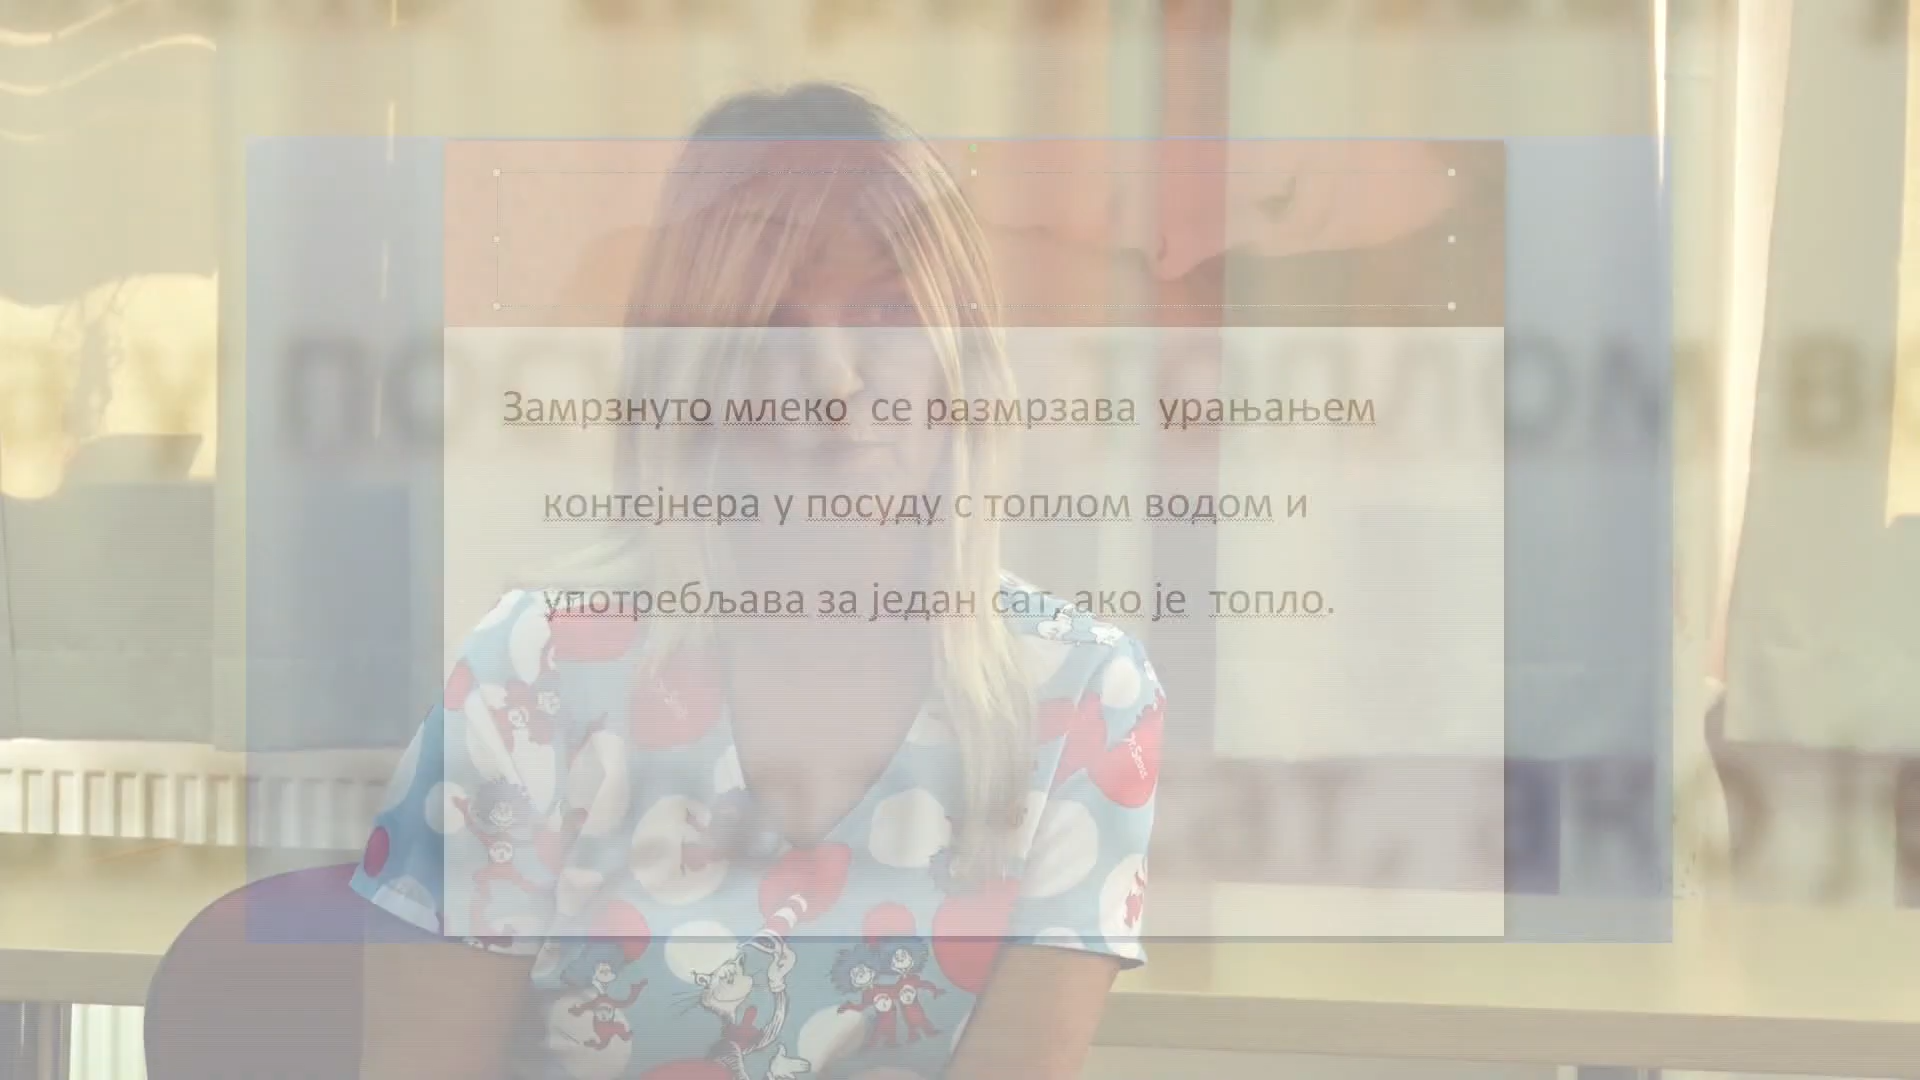 Замрзнуто млеко се размрзава урањањем
контејнера у посуду с топлом водом и
употребљава за један сат, ако је топло.